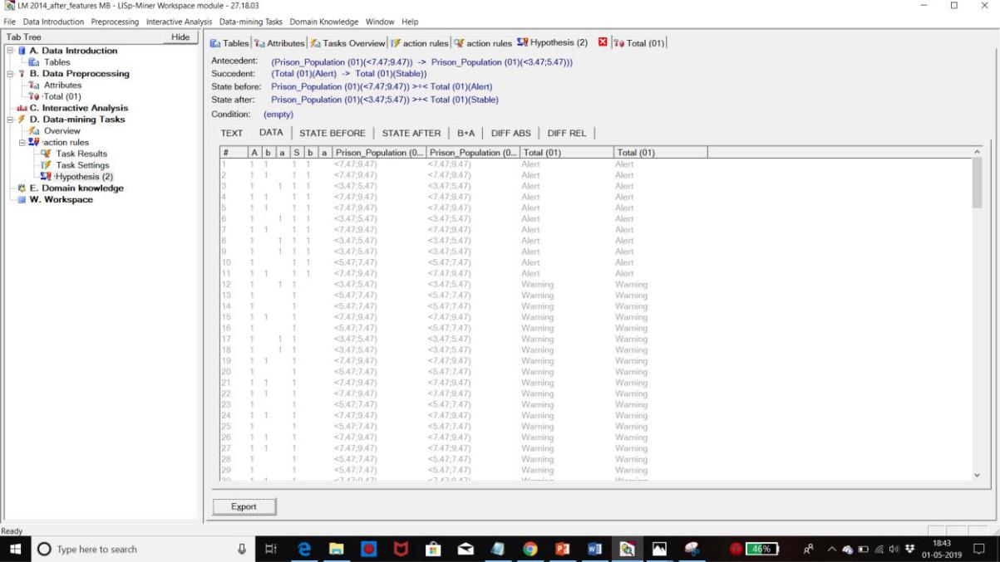 LM 2014_after_features MB - LISp-Miner Workspace module - 27.18.03
File Data Introduction Preprocessing Interactive Analysis Data-mining Tasks Domain Knowledge Window Help
Tab Tree Hide
A. Data Introduction
Tables
B. Data Preprocessing
Attributes
·Total (01)
C. Interactive Analysis
D. Data-mining Tasks
Overview
·action rules
Task Results
Task Settings
·Hypothesis (2)
E. Domain knowledge
W. Workspace
Tables Attributes Tasks Overview action rules action rules Hypothesis (2) Total (01)
Antecedent: (Prison_Population (01)(<7.47;9.47)) -> Prison_Population (01)(<3.47;5.47)))
Succedent: (Total (01)(Alert) -> Total (01)(Stable))
State before: Prison_Population (01)(<7.47;9.47)) >÷< Total (01)(Alert)
State after: Prison_Population (01)(<3.47;5.47)) >÷< Total (01)(Stable)
Condition: (empty)
TEXT DATA STATE BEFORE STATE AFTER B+A DIFF ABS DIFF REL
# A b a S b a Prison_Population (0... Prison_Population (0... Total (01) Total (01)
1 1 1 1 1 <7.47;9.47) <7.47;9.47) Alert Alert
2 1 1 1 1 <7.47;9.47) <7.47;9.47) Alert Alert
3 1 1 1 1 <3.47;5.47) <3.47;5.47) Alert Alert
4 1 1 1 1 <7.47;9.47) <7.47;9.47) Alert Alert
5 1 1 1 1 <7.47;9.47) <7.47;9.47) Alert Alert
6 1 1 1 1 <3.47;5.47) <3.47;5.47) Alert Alert
7 1 1 1 1 <7.47;9.47) <7.47;9.47) Alert Alert
8 1 1 1 1 <3.47;5.47) <3.47;5.47) Alert Alert
9 1 1 1 1 <3.47;5.47) <3.47;5.47) Alert Alert
10 1 1 1 <5.47;7.47) <5.47;7.47) Alert Alert
11 1 1 1 1 <7.47;9.47) <7.47;9.47) Alert Alert
12 1 1 1 <3.47;5.47) <3.47;5.47) Warning Warning
13 1 1 <5.47;7.47) <5.47;7.47) Warning Warning
14 1 1 <5.47;7.47) <5.47;7.47) Warning Warning
15 1 1 1 <7.47;9.47) <7.47;9.47) Warning Warning
16 1 1 <5.47;7.47) <5.47;7.47) Warning Warning
17 1 1 1 <3.47;5.47) <3.47;5.47) Warning Warning
18 1 1 1 <3.47;5.47) <3.47;5.47) Warning Warning
19 1 1 1 <7.47;9.47) <7.47;9.47) Warning Warning
20 1 1 <5.47;7.47) <5.47;7.47) Warning Warning
21 1 1 1 <7.47;9.47) <7.47;9.47) Warning Warning
22 1 1 1 <7.47;9.47) <7.47;9.47) Warning Warning
23 1 1 <5.47;7.47) <5.47;7.47) Warning Warning
24 1 1 1 <7.47;9.47) <7.47;9.47) Warning Warning
25 1 1 <5.47;7.47) <5.47;7.47) Warning Warning
26 1 1 1 <7.47;9.47) <7.47;9.47) Warning Warning
27 1 1 1 <7.47;9.47) <7.47;9.47) Warning Warning
28 1 1 <5.47;7.47) <5.47;7.47) Warning Warning
29 1 1 <5.47;7.47) <5.47;7.47) Warning Warning
Export
Ready
Type here to search
46%
18:43
01-05-2019